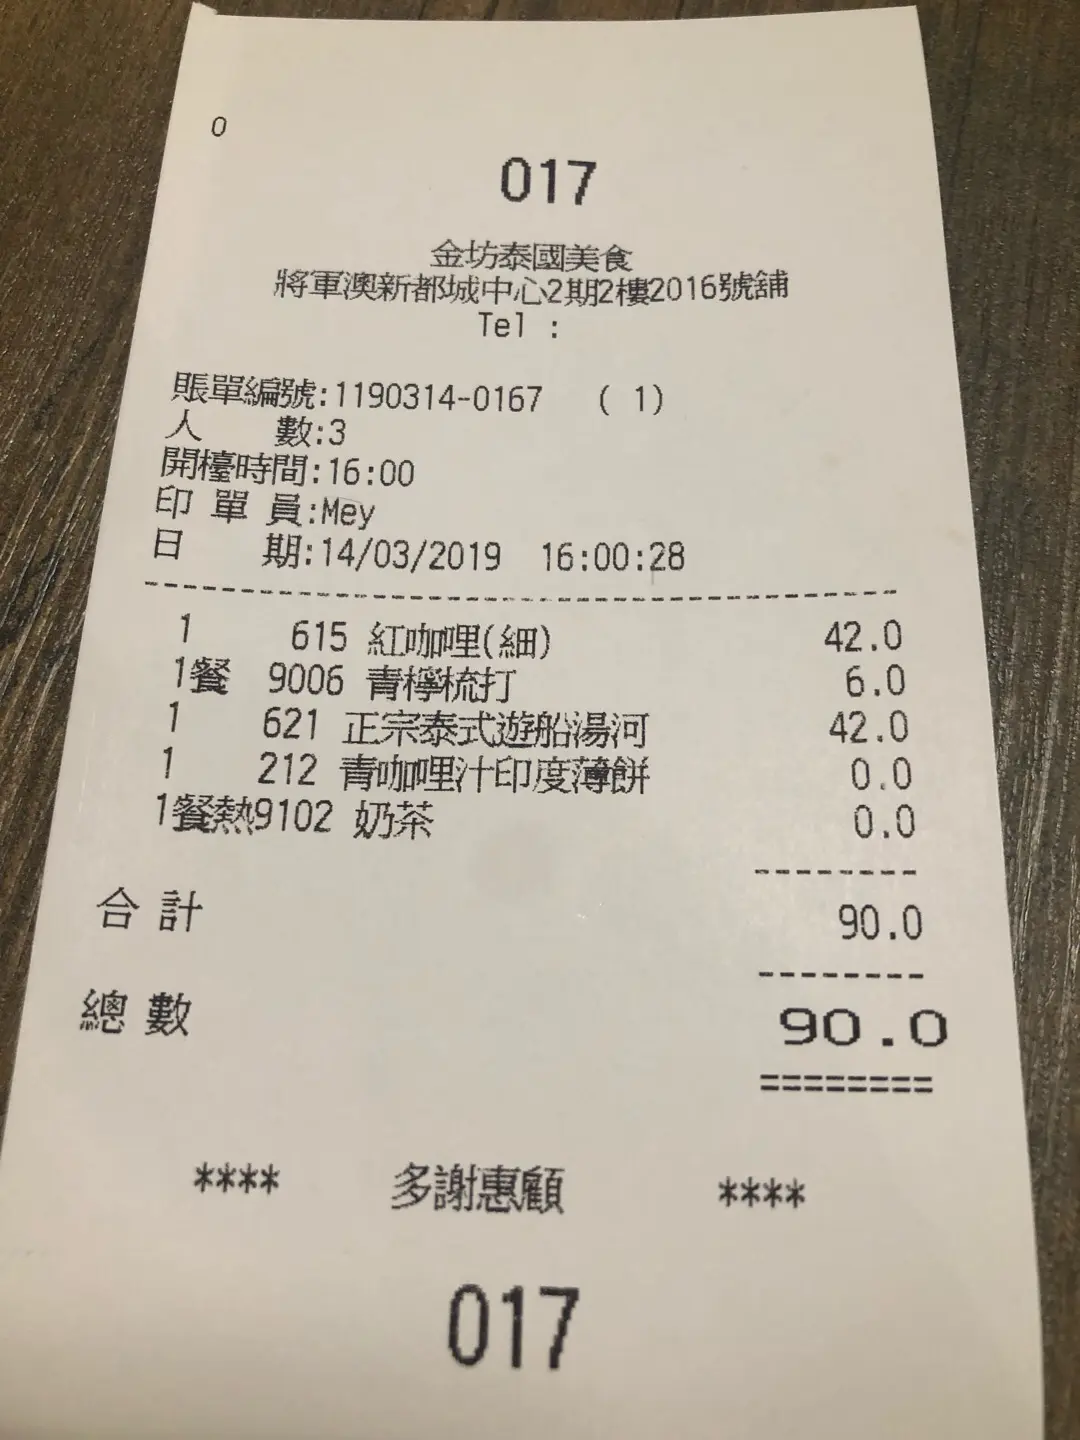 0
017
金坊泰國美食
將軍澳新都城中心2期2樓2016號舖
Tel :
賬單編號:1190314-0167 ( 1)
人 數:3
開檯時間:16:00
印 單 員:Mey
日 期:14/03/2019 16:00:28
1 615 紅咖哩(細) 42.0
1餐 9006 青檸梳打 6.0
1 621 正宗泰式遊船湯河 42.0
1 212 青咖哩汁印度薄餅 0.0
1餐熱9102 奶茶 0.0
合 計 90.0
總 數 90.0
========
**** 多謝惠顧 ****
017